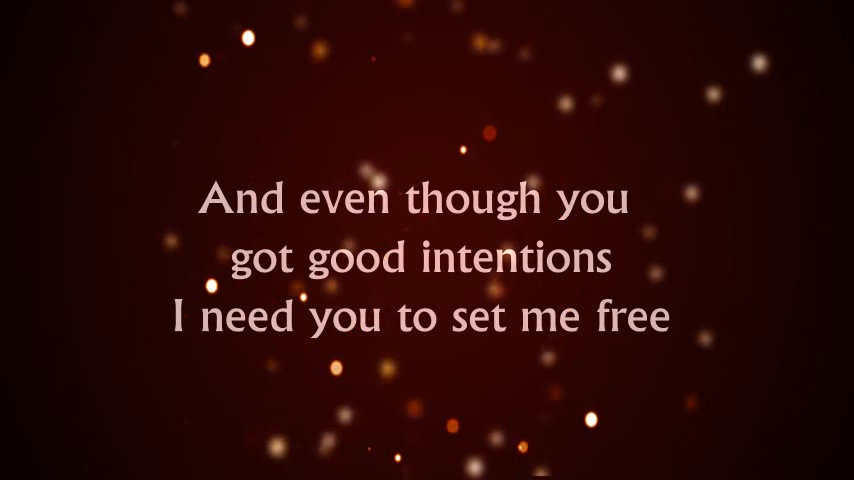 And even though you
got good intentions
I need you to set me free